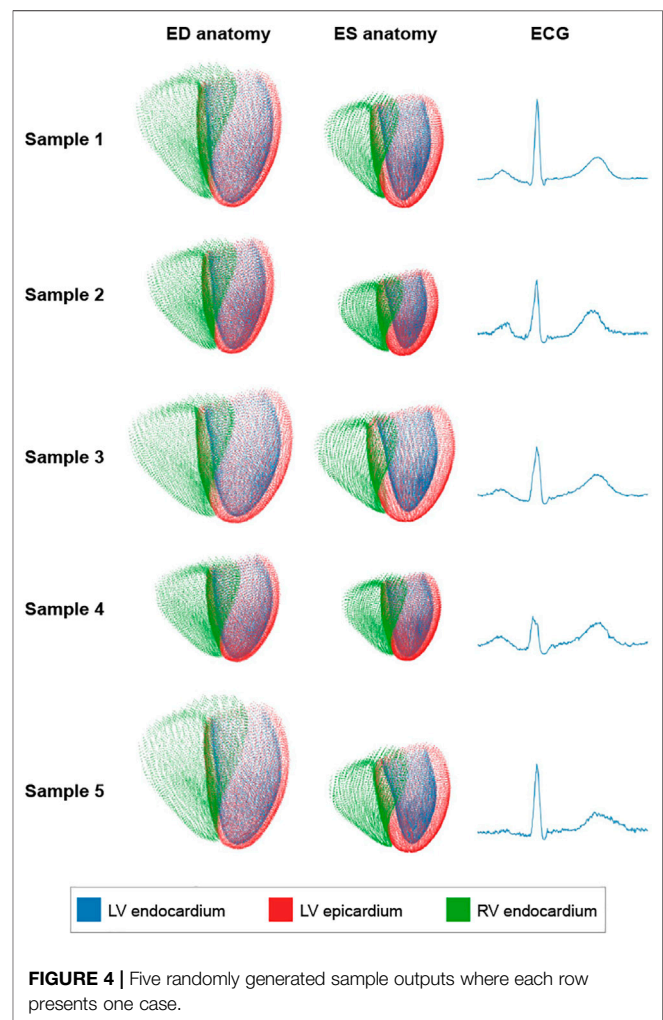 ED anatomy ES anatomy ECG
Sample 1
Sample 2
Sample 3
Sample 4
Sample 5
LV endocardium LV epicardium RV endocardium
FIGURE 4 | Five randomly generated sample outputs where each row
presents one case.